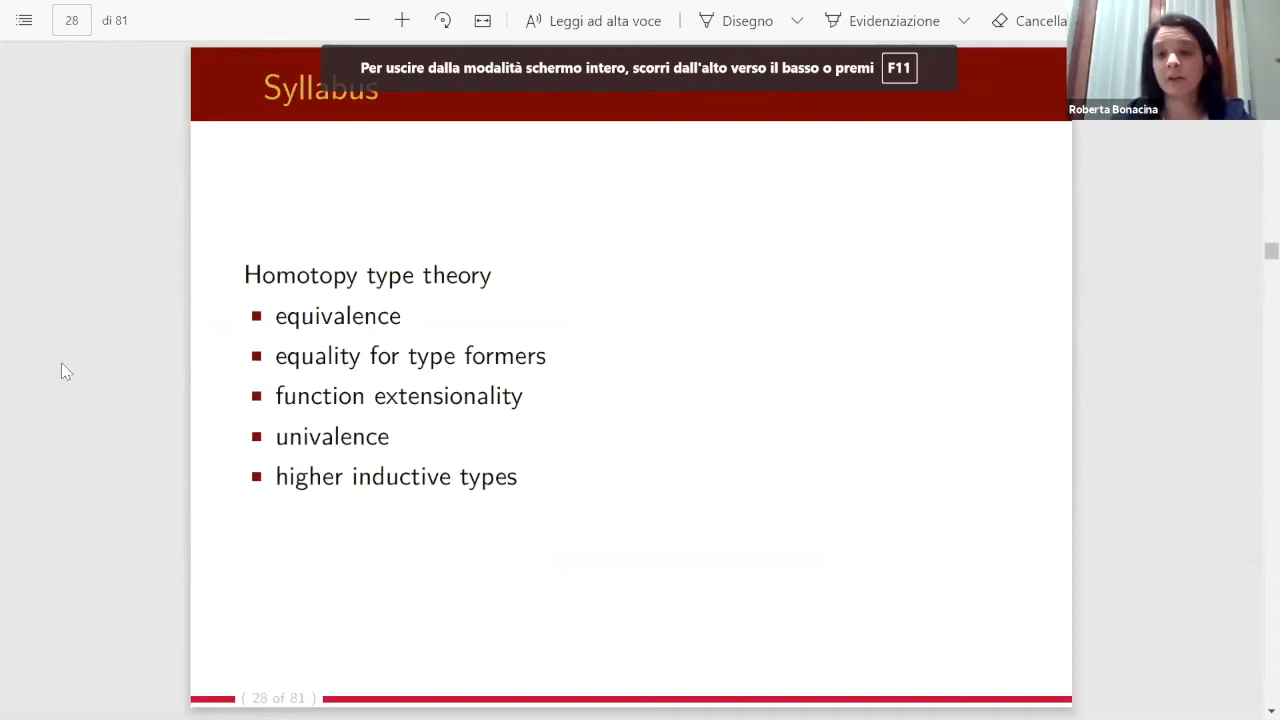 28 di 81 Leggi ad alta voce Disegno Evidenziazione Cancella
Per uscire dalla modalità schermo intero, scorri dall'alto verso il basso o premi F11
Syllabus
Roberta Bonacina
Homotopy type theory
equivalence
equality for type formers
function extensionality
univalence
higher inductive types
( 28 of 81 )